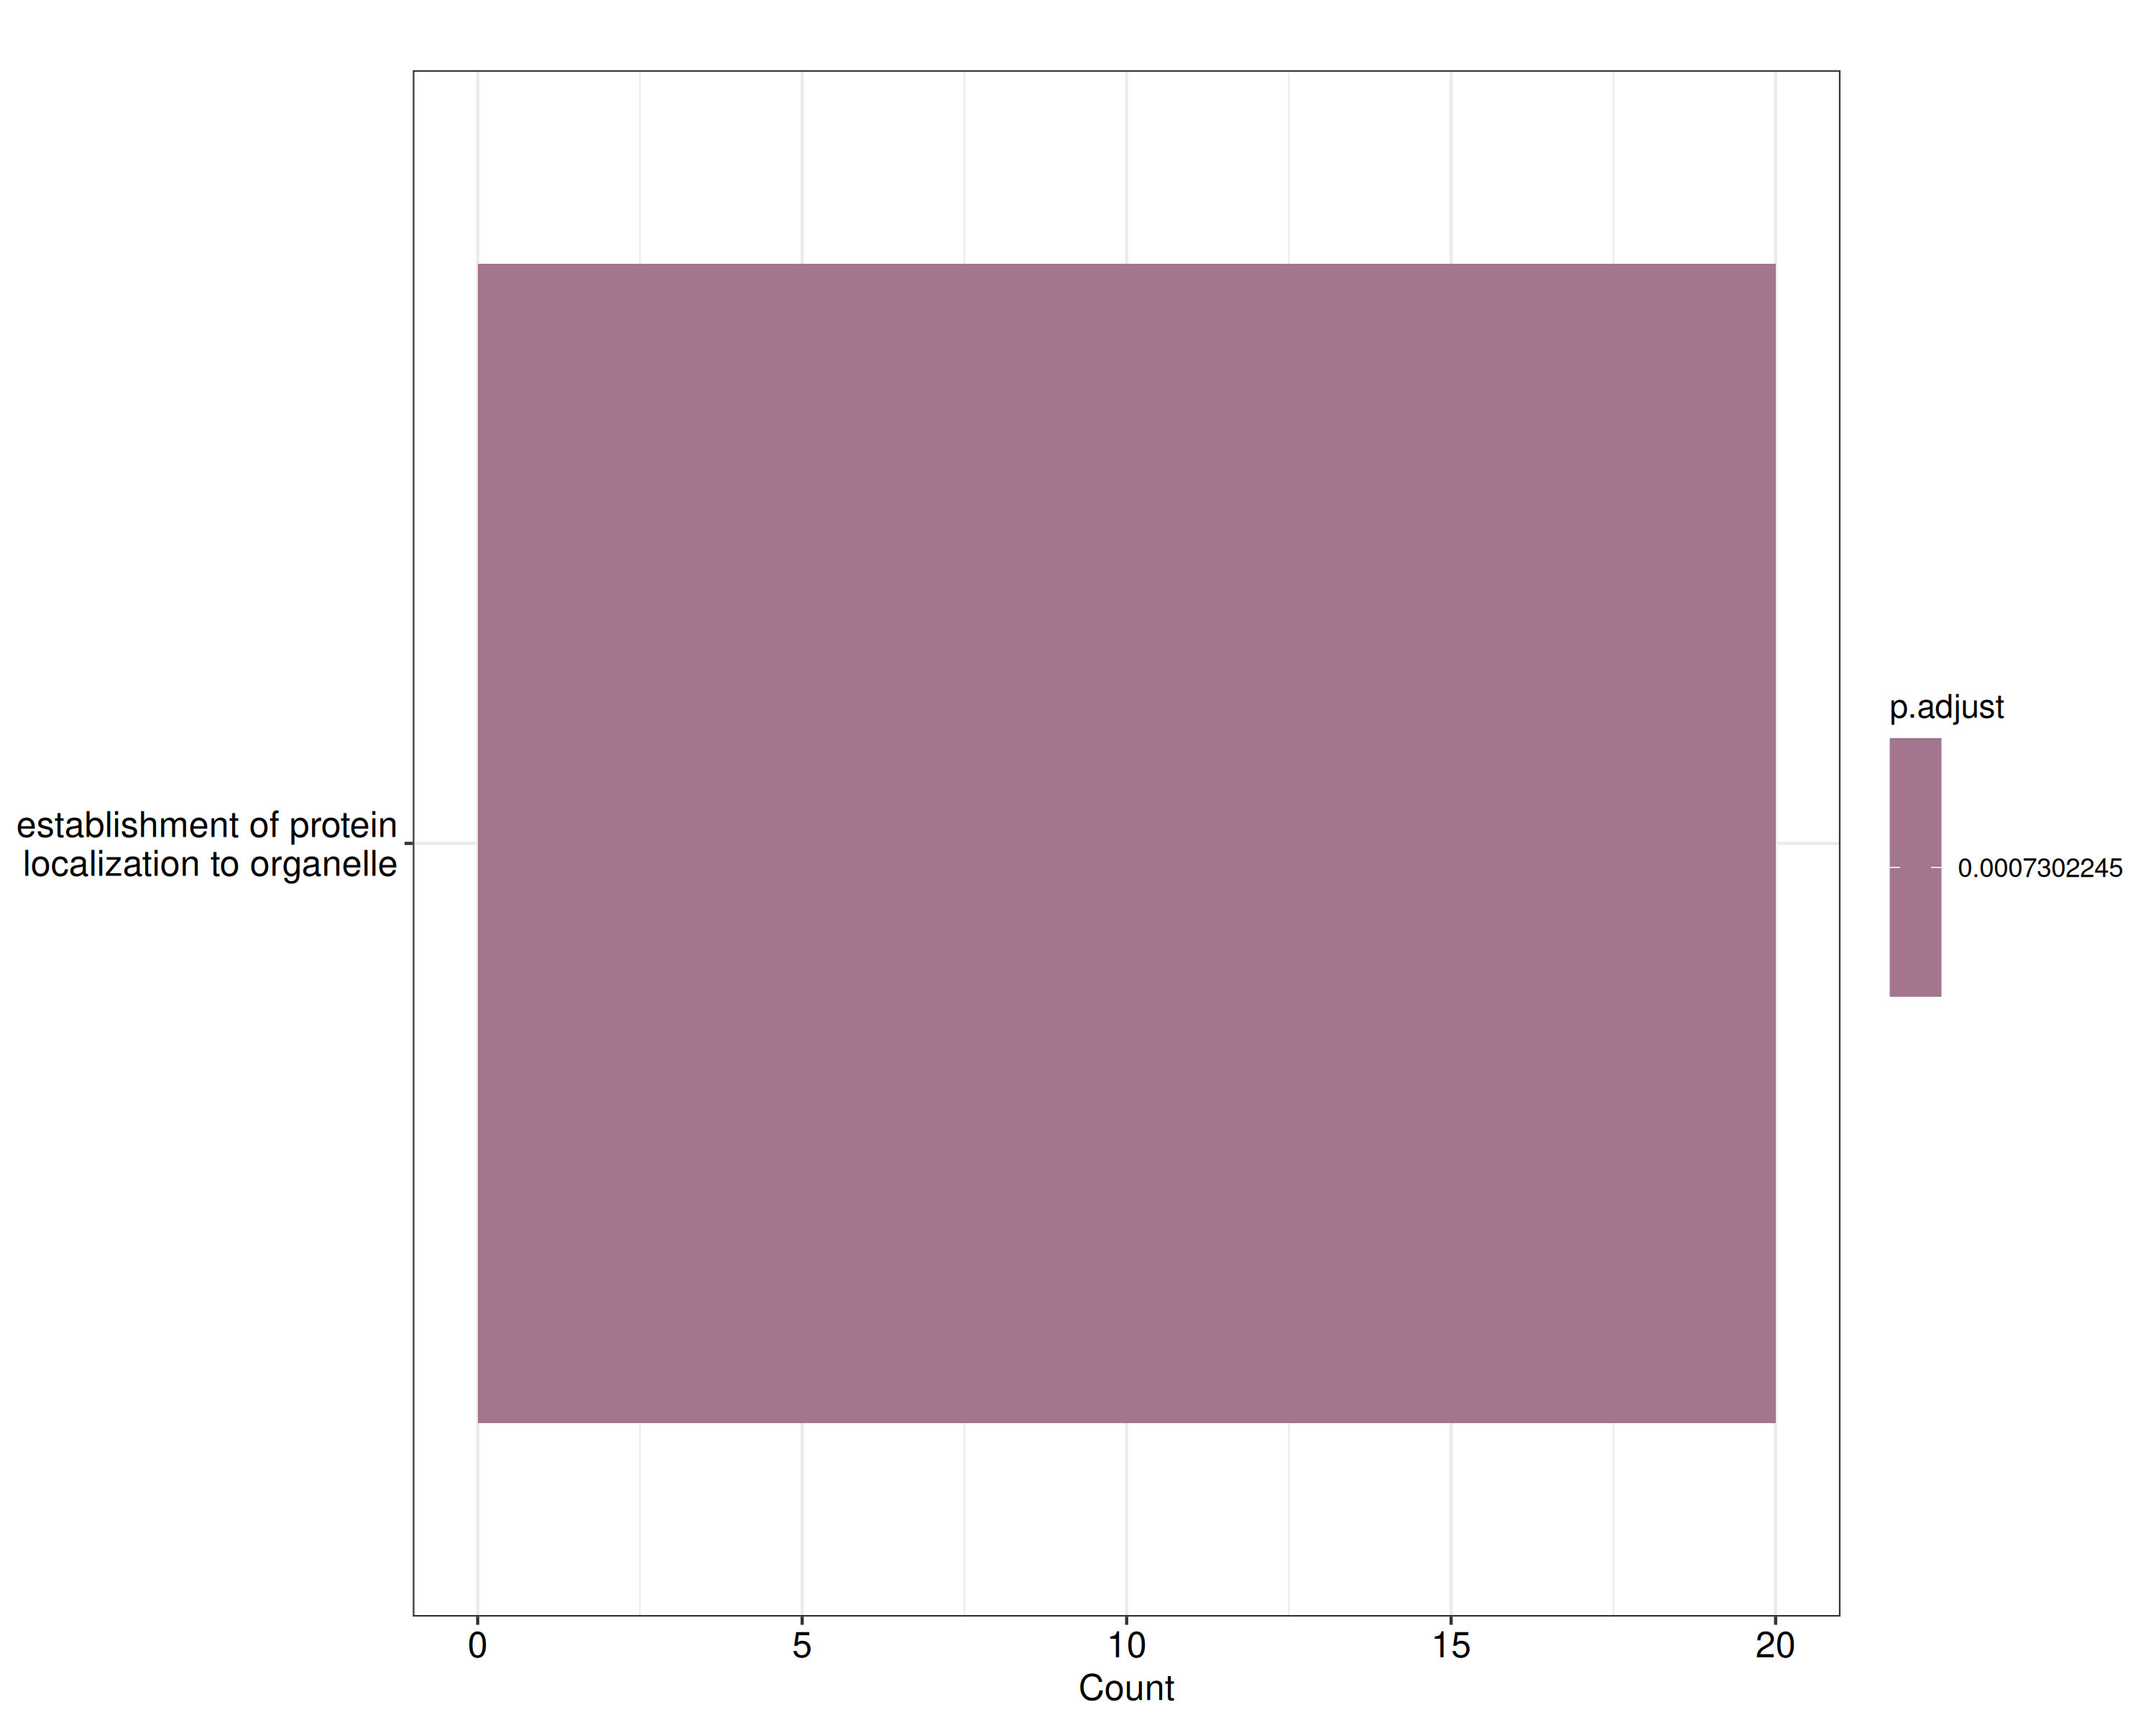 establishment of protein
localization to organelle
p.adjust
0.0007302245
0
5
10
15
20
Count